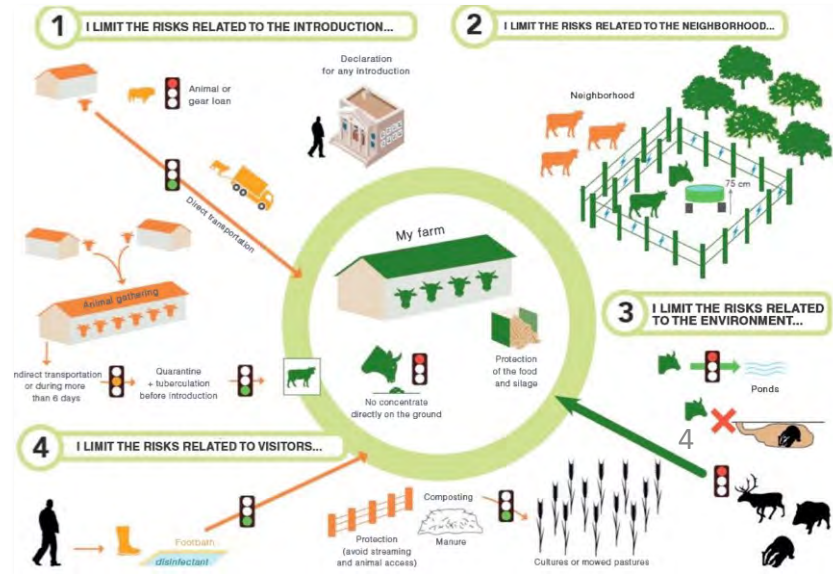 1
I LIMIT THE RISKS RELATED TO THE INTRODUCTION...
Animal or
gear loan
Declaration
for any introduction
Direct transportation
Animal gathering
Indirect transportation
or during more
than 6 days
Quarantine
+ tuberculation
before introduction
2
I LIMIT THE RISKS RELATED TO THE NEIGHBORHOOD...
Neighborhood
75 cm
My farm
No concentrate
directly on the ground
Protection
of the food
and silage
3
I LIMIT THE RISKS RELATED
TO THE ENVIRONMENT...
Ponds
4
4
I LIMIT THE RISKS RELATED TO VISITORS...
Footbath
disinfectant
Protection
(avoid streaming
and animal access)
Composting
Manure
Cultures or mowed pastures